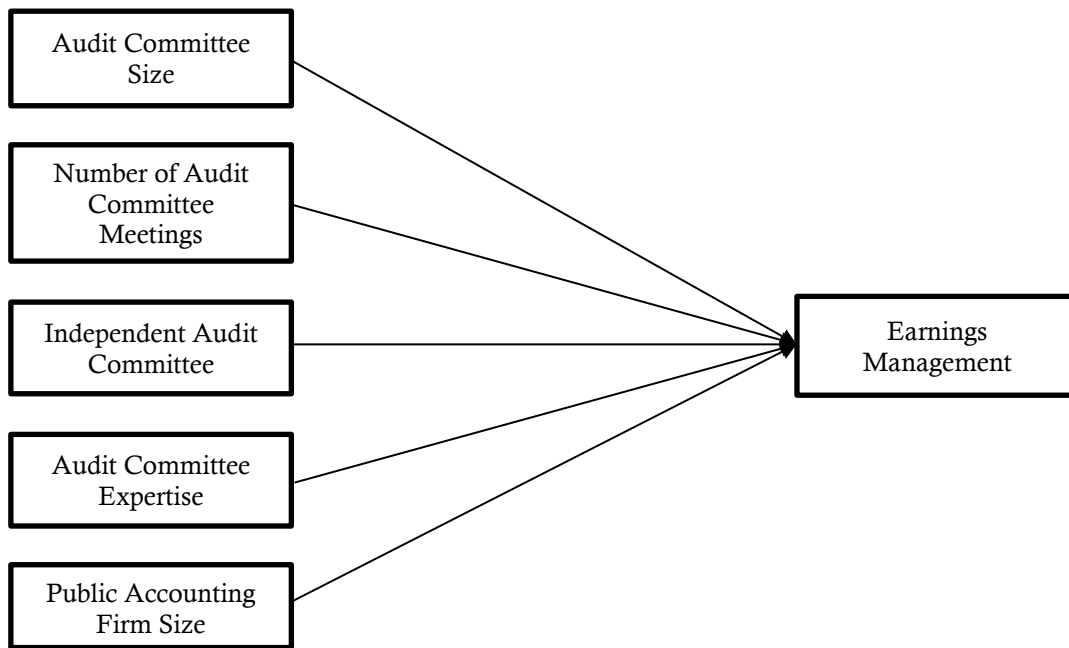 Audit Committee
Size
Number of Audit
Committee
Meetings
Independent Audit
Committee
Audit Committee
Expertise
Public Accounting
Firm Size
Earnings
Management